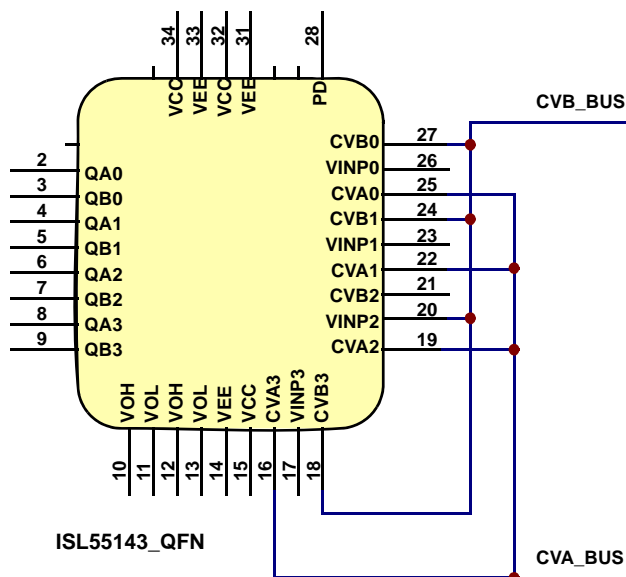 34 33 32 31 28
VCC VEE VCC VEE PD
CVB_BUS
CVB0 27
VINP0 26
2 QA0 CVA0 25
3 QB0 CVB1 24
4 QA1 VINP1 23
5 QB1 CVA1 22
6 QA2 CVB2 21
7 QB2 VINP2 20
8 QA3 CVA2 19
9 QB3
VOH VOL VOH VOL VEE VCC CVA3 VINP3 CVB3
10 11 12 13 14 15 16 17 18
ISL55143_QFN
CVA_BUS